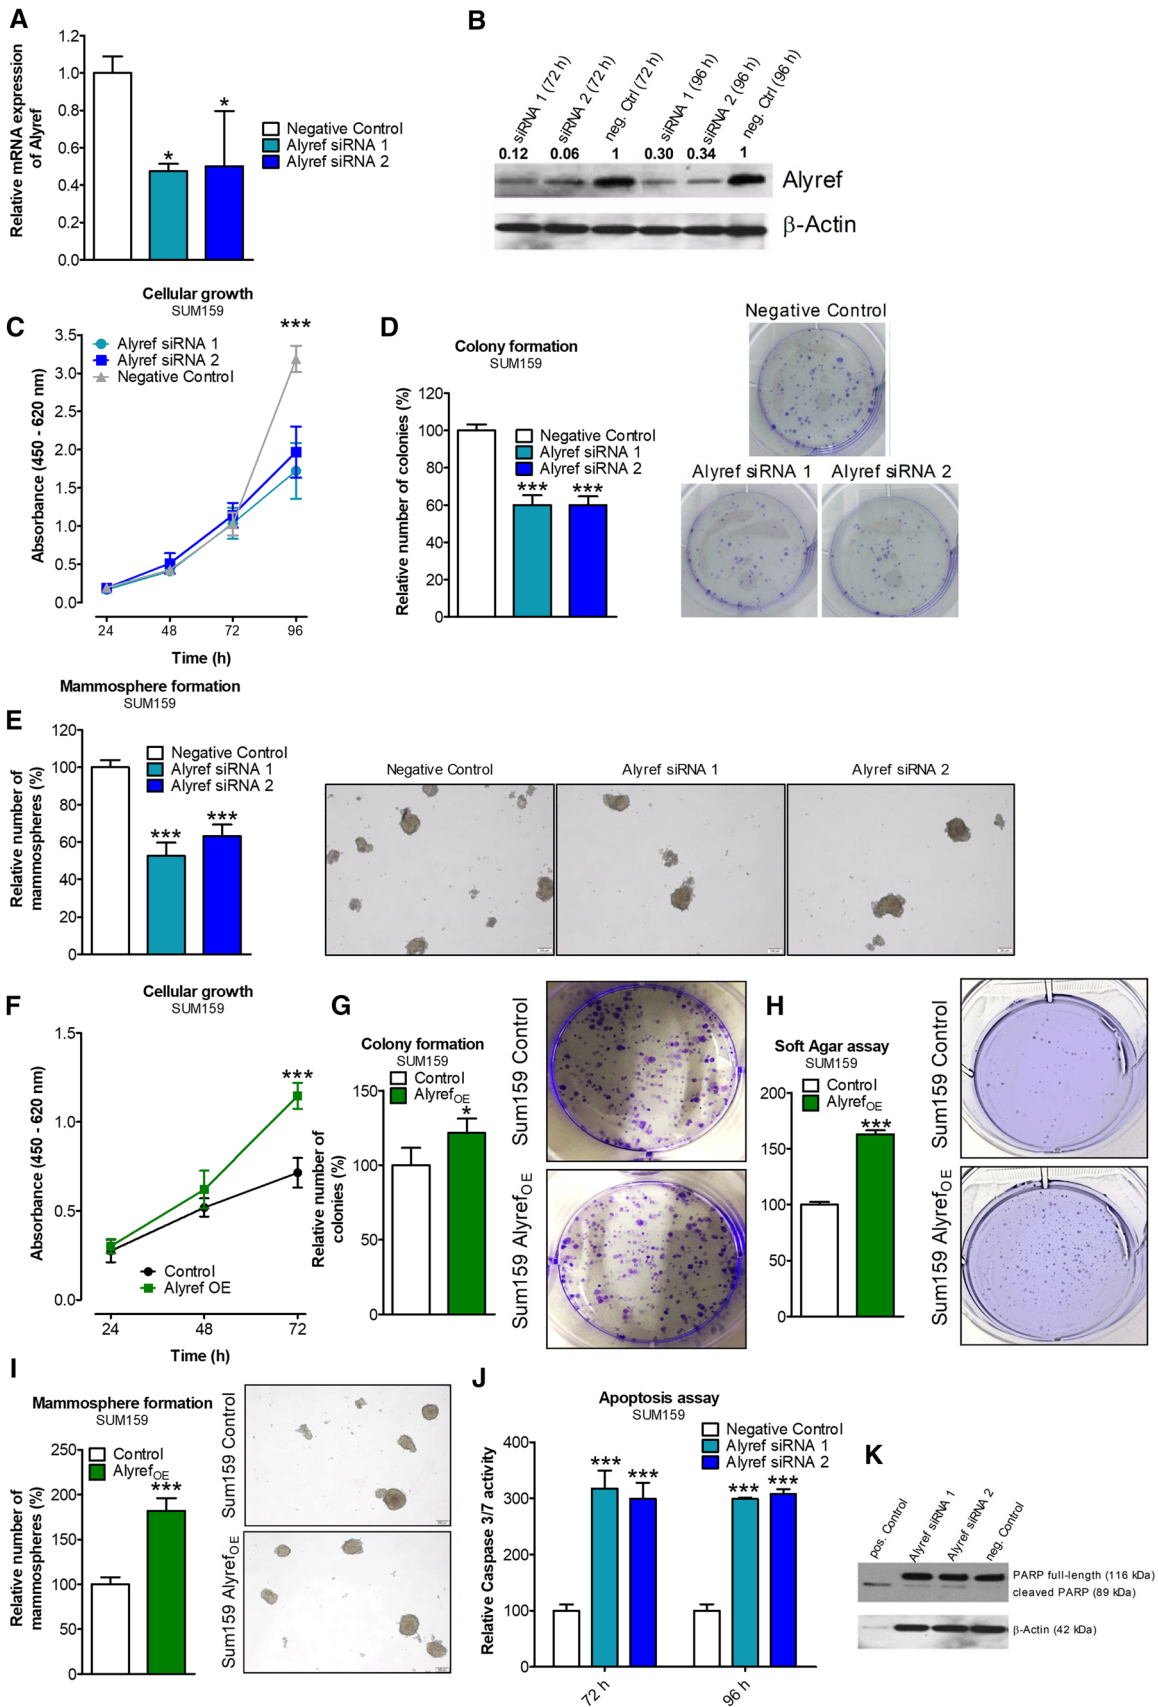 A
Relative mRNA expression
of Alyref
1.2
1.0
0.8
0.6
0.4
0.2
0.0
*
*
Negative Control
Alyref siRNA 1
Alyref siRNA 2
B
siRNA 1 (72 h)
siRNA 2 (72 h)
neg. Ctrl (72 h)
siRNA 1 (96 h)
siRNA 2 (96 h)
neg. Ctrl (96 h)
0.12 0.06 1 0.30 0.34 1
Alyref
β-Actin
C
Cellular growth
SUM159
Absorbance (450 - 620 nm)
3.5
3.0
2.5
2.0
1.5
1.0
0.5
0.0
Alyref siRNA 1
Alyref siRNA 2
Negative Control
***
24 48 72 96
Time (h)
D
Colony formation
SUM159
Relative number of colonies (%)
120
100
80
60
40
20
0
Negative Control
Alyref siRNA 1
Alyref siRNA 2
*** ***
Negative Control
Alyref siRNA 1 Alyref siRNA 2
E
Mammosphere formation
SUM159
Relative number of
mammospheres (%)
120
100
80
60
40
20
0
Negative Control
Alyref siRNA 1
Alyref siRNA 2
*** ***
Negative Control Alyref siRNA 1 Alyref siRNA 2
F
Cellular growth
SUM159
Absorbance (450 - 620 nm)
1.5
1.0
0.5
0.0
***
Control
Alyref OE
24 48 72
Time (h)
G
Colony formation
SUM159
Control
AlyrefOE
Relative number of
colonies (%)
150
100
50
0
*
Sum159 Control
Sum159 AlyrefOE
H
Soft Agar assay
SUM159
Control
AlyrefOE
200
150
100
50
0
***
Sum159 Control
Sum159 AlyrefOE
I
Mammosphere formation
SUM159
Relative number of
mammospheres (%)
250
200
150
100
50
0
Control
AlyrefOE
***
Sum159 Control
Sum159 AlyrefOE
J
Apoptosis assay
SUM159
Relative Caspase 3/7 activity
400
300
200
100
0
Negative Control
Alyref siRNA 1
Alyref siRNA 2
*** *** *** ***
72 h 96 h
K
pos. Control
Alyref siRNA 1
Alyref siRNA 2
neg. Control
PARP full-length (116 kDa)
cleaved PARP (89 kDa)
β-Actin (42 kDa)